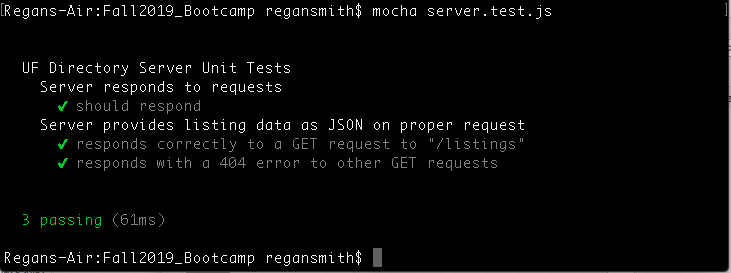 [Regans-Air:Fall2019_Bootcamp regansmith$ mocha server.test.js ]
UF Directory Server Unit Tests
Server responds to requests
✔ should respond
Server provides listing data as JSON on proper request
✔ responds correctly to a GET request to "/listings"
✔ responds with a 404 error to other GET requests
3 passing (61ms)
Regans-Air:Fall2019_Bootcamp regansmith$